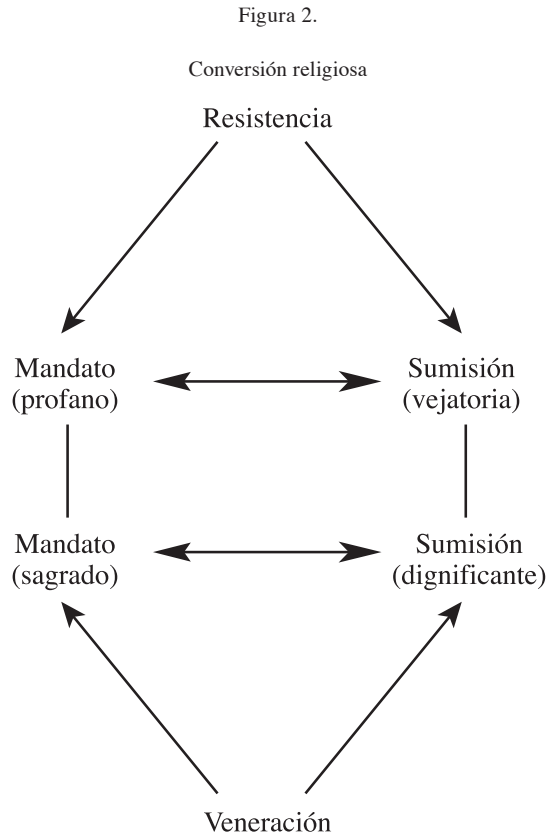 Figura 2.
Conversión religiosa
Resistencia
Mandato
(profano)
Sumisión
(vejatoria)
Mandato
(sagrado)
Sumisión
(dignificante)
Veneración